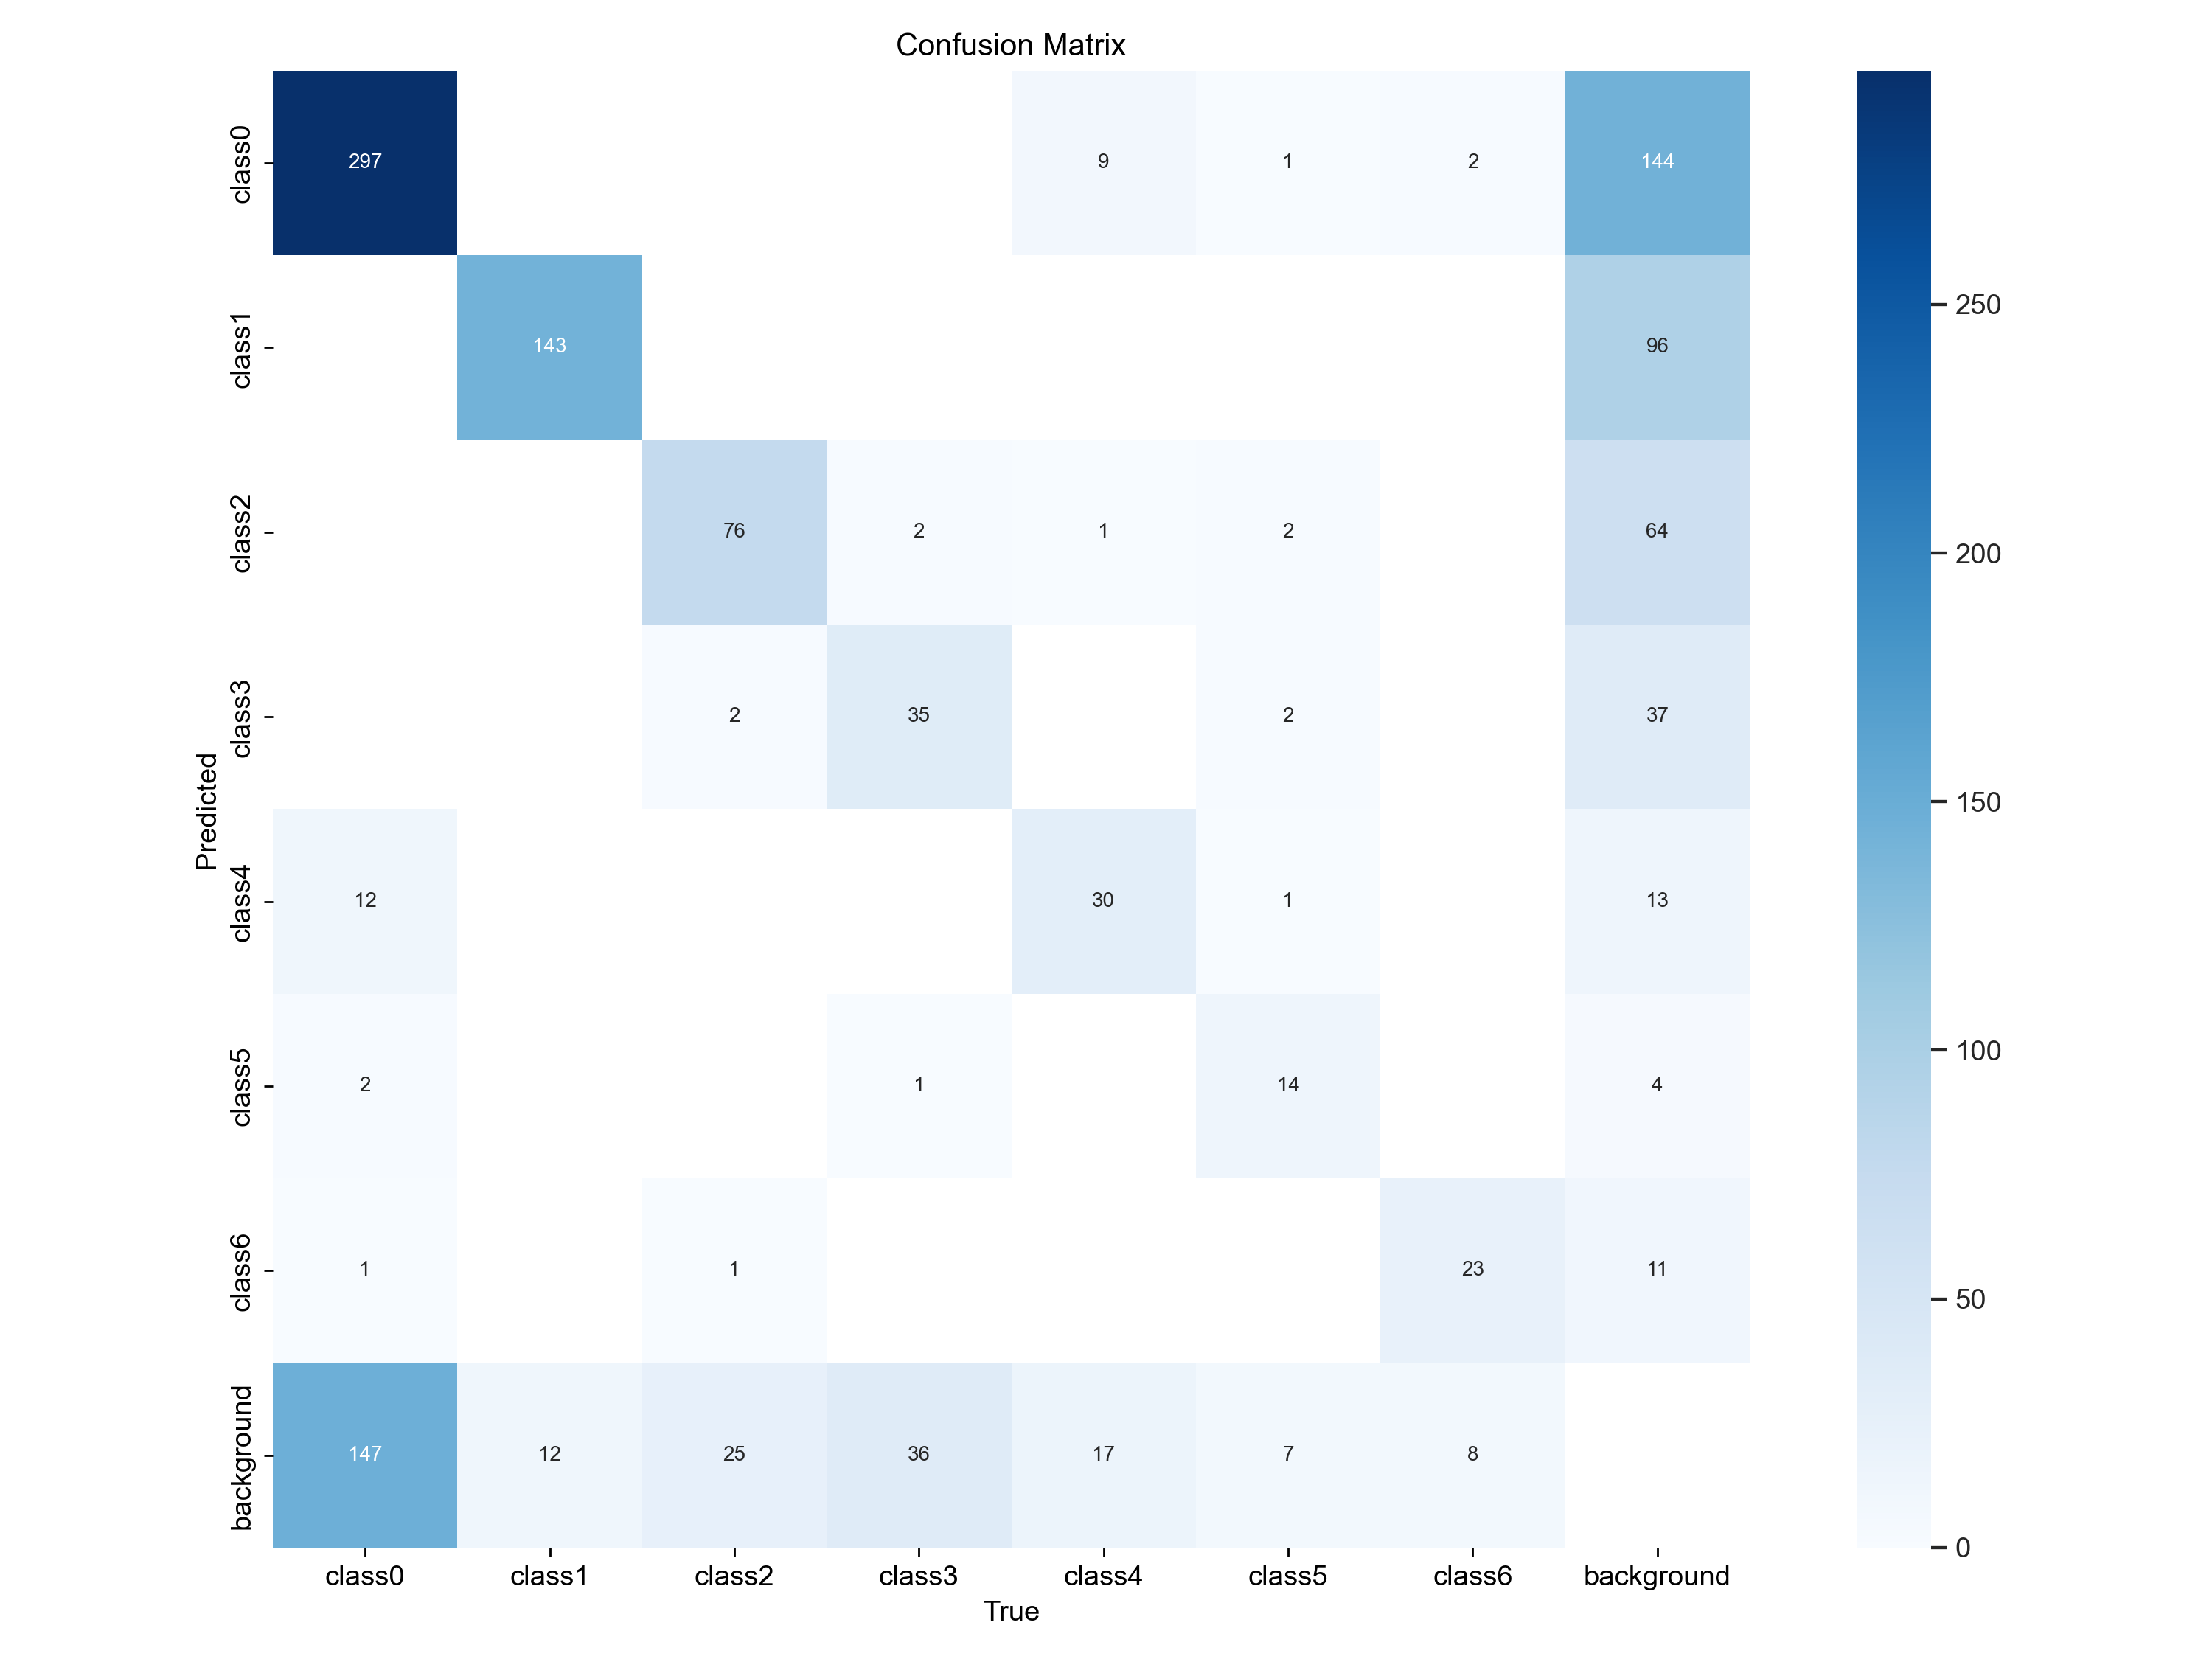 Confusion Matrix
Predicted
class0 297 9 1 2 144
class1 143 96
class2 76 2 1 2 64
class3 2 35 2 37
class4 12 30 1 13
class5 2 1 14 4
class6 1 1 23 11
background 147 12 25 36 17 7 8
class0 class1 class2 class3 class4 class5 class6 background
True
250
200
150
100
50
0